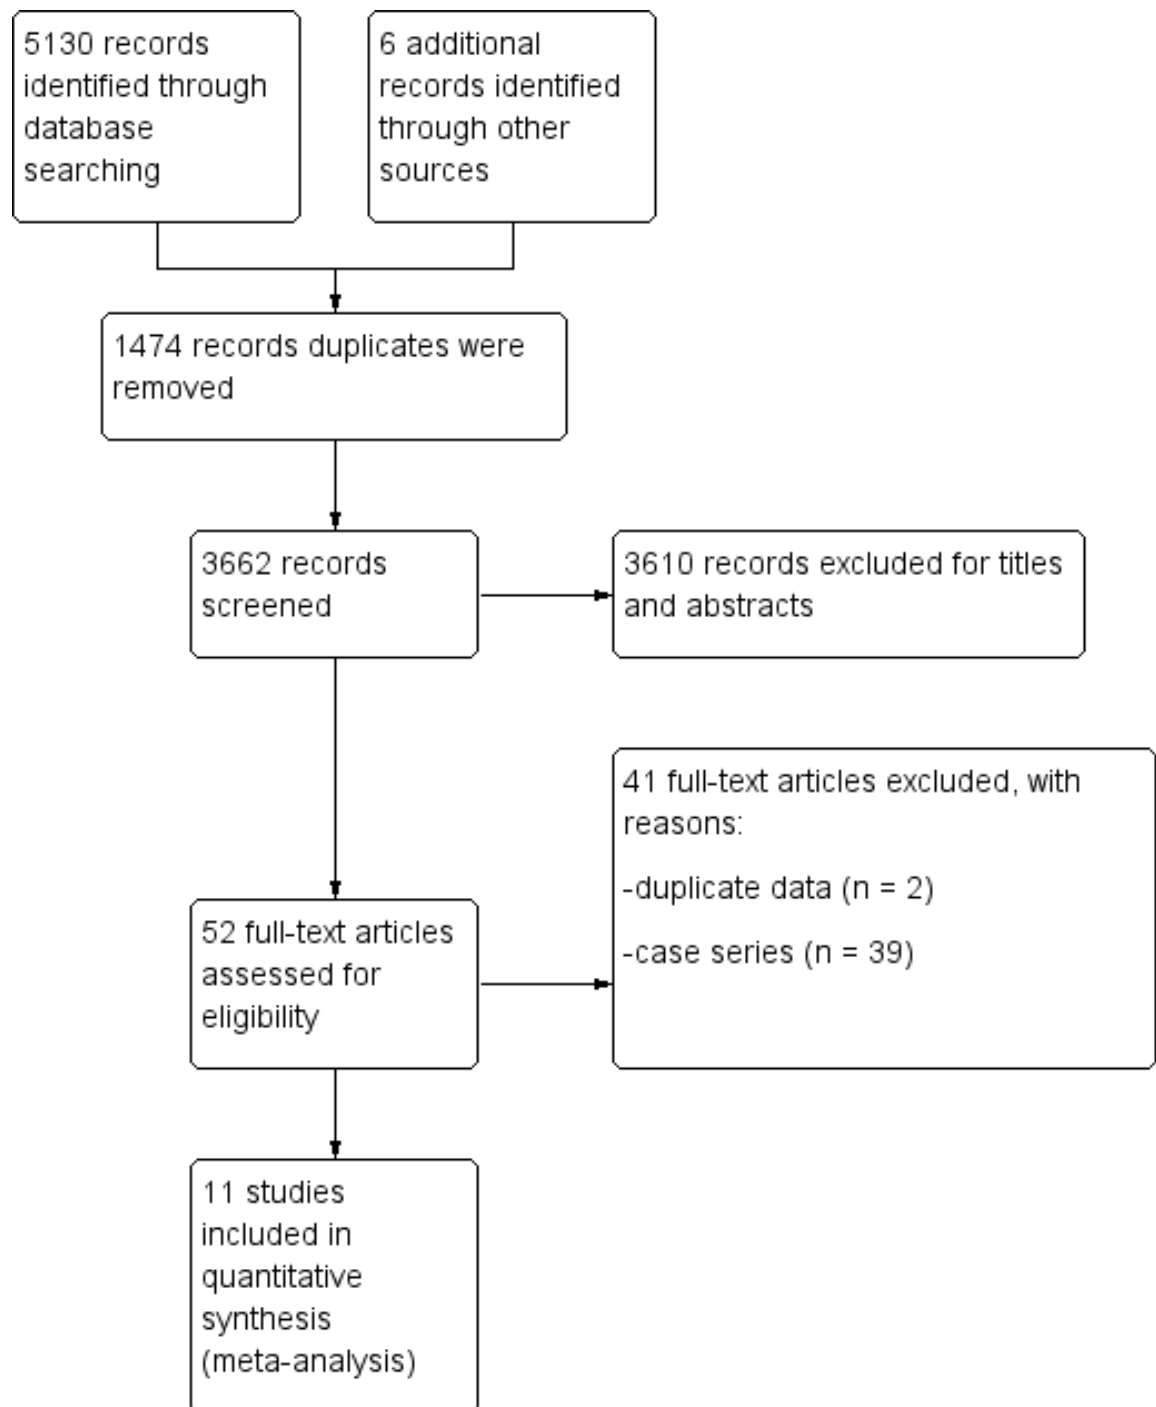 5130 records
identified through
database
searching
6 additional
records identified
through other
sources
1474 records duplicates were
removed
3662 records
screened
3610 records excluded for titles
and abstracts
52 full-text articles
assessed for
eligibility
41 full-text articles excluded, with
reasons:
-duplicate data (n = 2)
-case series (n = 39)
11 studies
included in
quantitative
synthesis
(meta-analysis)